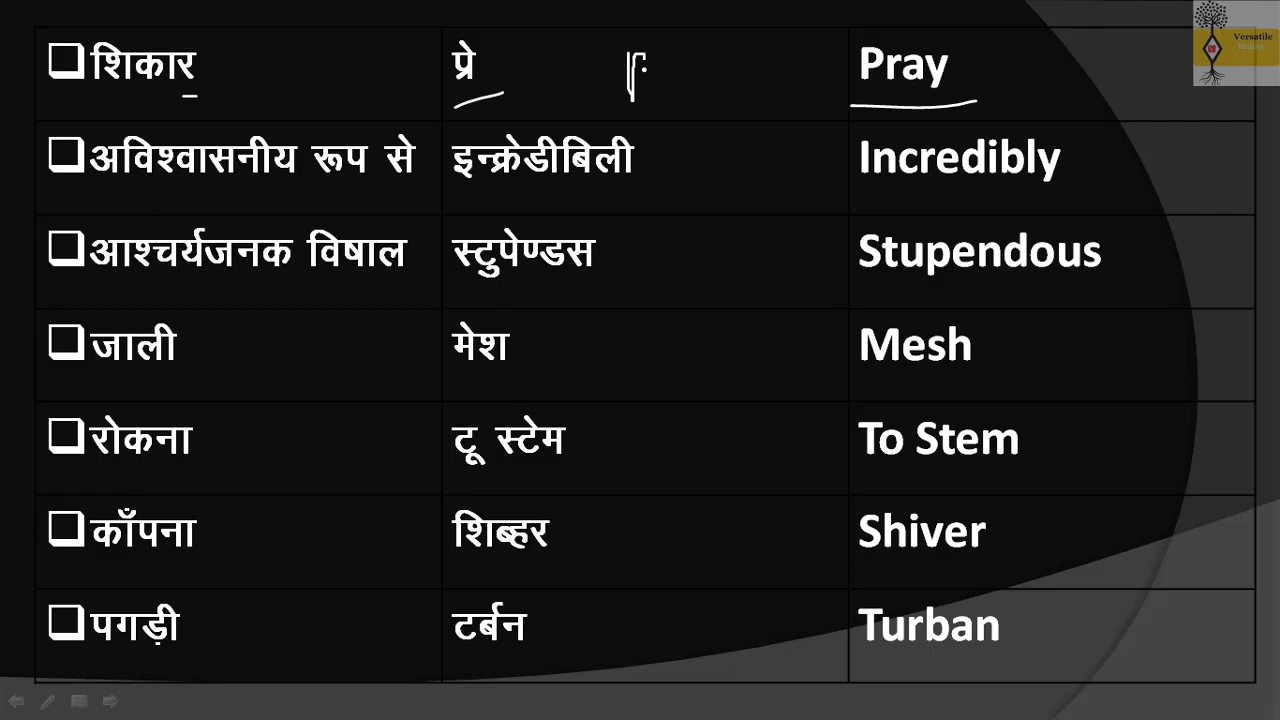 शिकार प्रे Pray
अविश्वासनीय रूप से इन्क्रेडीबिली Incredibly
आश्चर्यजनक विषाल स्टुपेण्डस Stupendous
जाली मेश Mesh
रोकना टू स्टेम To Stem
काँपना शिब्हर Shiver
पगड़ी टर्बन Turban
Versatile